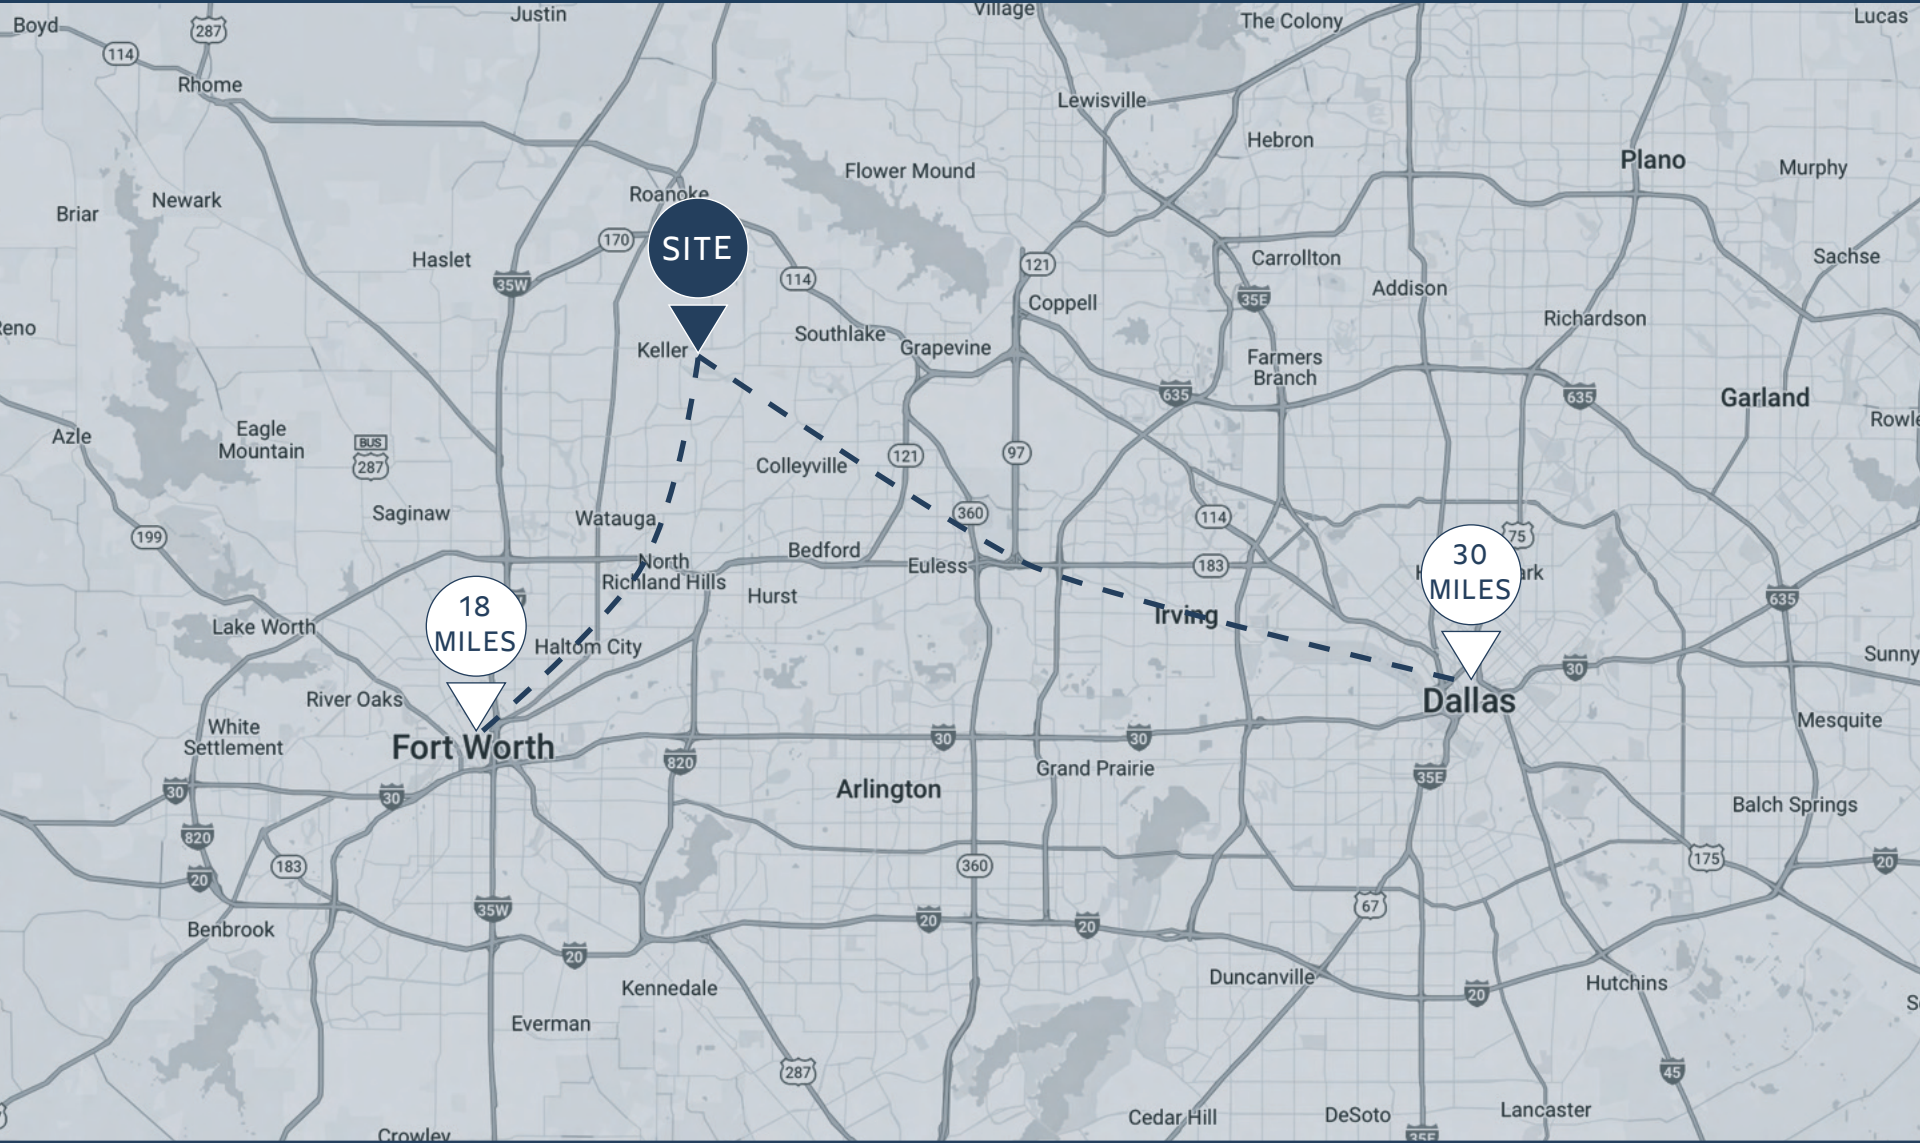 Boyd
287
Justin
Village
The Colony
Lucas
114
Rhome
Lewisville
Hebron
Plano
Murphy
Flower Mound
Roanoke
Newark
Briar
170
SITE
Haslet
35W
114
121
Carrollton
35E
Addison
Sachse
Coppell
Richardson
Southlake
Grapevine
Keller
Farmers
Branch
635
635
Garland
Azle
Eagle
Mountain
BUS
287
Colleyville
121
97
Saginaw
Watauga
360
114
75
199
North
Richland Hills
Bedford
Euless
183
30
MILES
Hurst
18
MILES
635
Lake Worth
Haltom City
Irving
30
River Oaks
Dallas
White
Settlement
Fort Worth
Mesquite
30
30
820
Grand Prairie
35E
Arlington
30
30
Balch Springs
820
183
360
175
20
20
35W
67
Benbrook
20
20
20
Duncanville
Kennedale
20
Hutchins
Everman
287
45
Cedar Hill
DeSoto
Lancaster
Crowley
35E